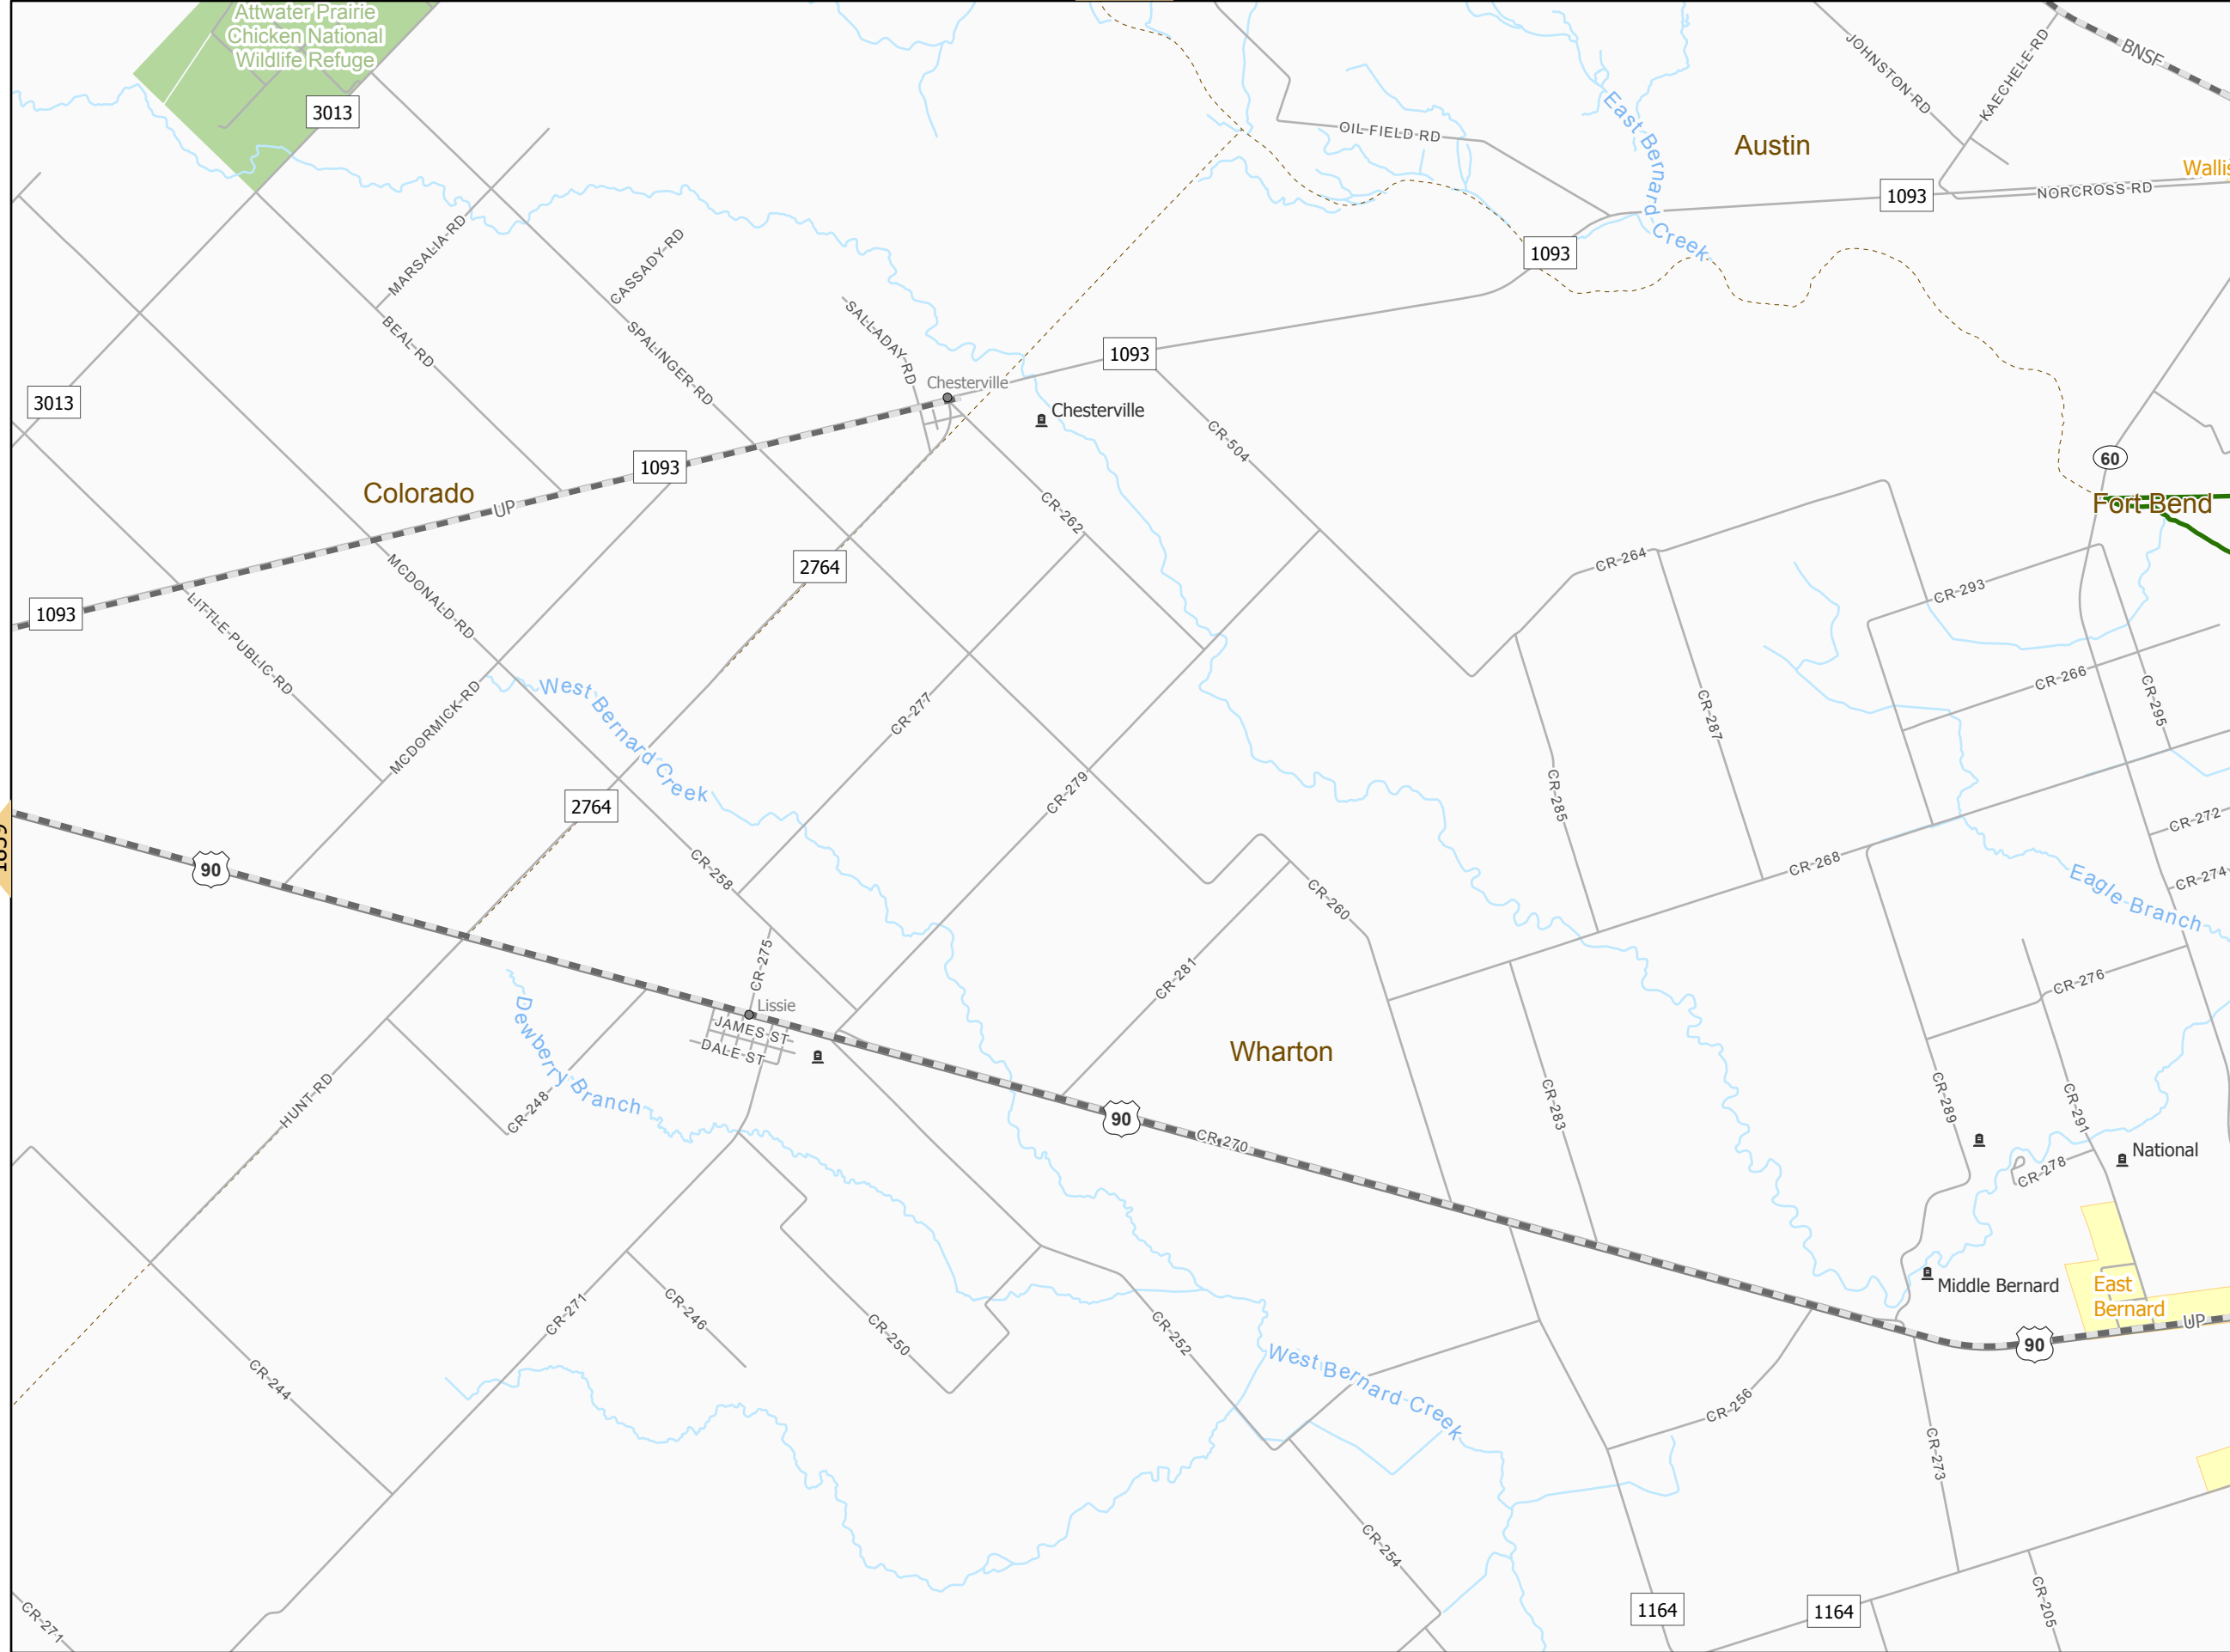 Attwater Prairie
Chicken National
Wildlife Refuge
3013
JOHNSTON RD
KAECHELE RD
BNSF
OIL FIELD RD
East Bernard Creek
Austin
Wallis
1093
NORCROSS RD
MARSALIA RD
CASSADY RD
1093
BEAL RD
SPALINGER RD
SALLADAY RD
1093
Chesterville
Chesterville
3013
CR 504
60
1093
Colorado
UP
CR 262
Fort Bend
2764
CR 264
MCDONALD RD
CR 293
1093
LITTLE PUBLIC RD
CR 266
West Bernard Creek
MCDORMICK RD
CR 277
CR 287
CR 295
2764
CR 279
CR 285
CR 272
90
CR 258
CR 268
CR 274
Eagle Branch
CR 260
CR 275
CR 281
CR 276
Lissie
JAMES ST
DALE ST
Dewberry Branch
Wharton
HUNT RD
CR 248
90
CR 270
CR 283
CR 289
CR 291
National
CR 278
Middle Bernard
East
Bernard
UP
90
CR 271
CR 246
CR 250
CR 252
West Bernard Creek
CR 244
CR 256
CR 273
CR 254
1164
1164
CR 205
CR 271